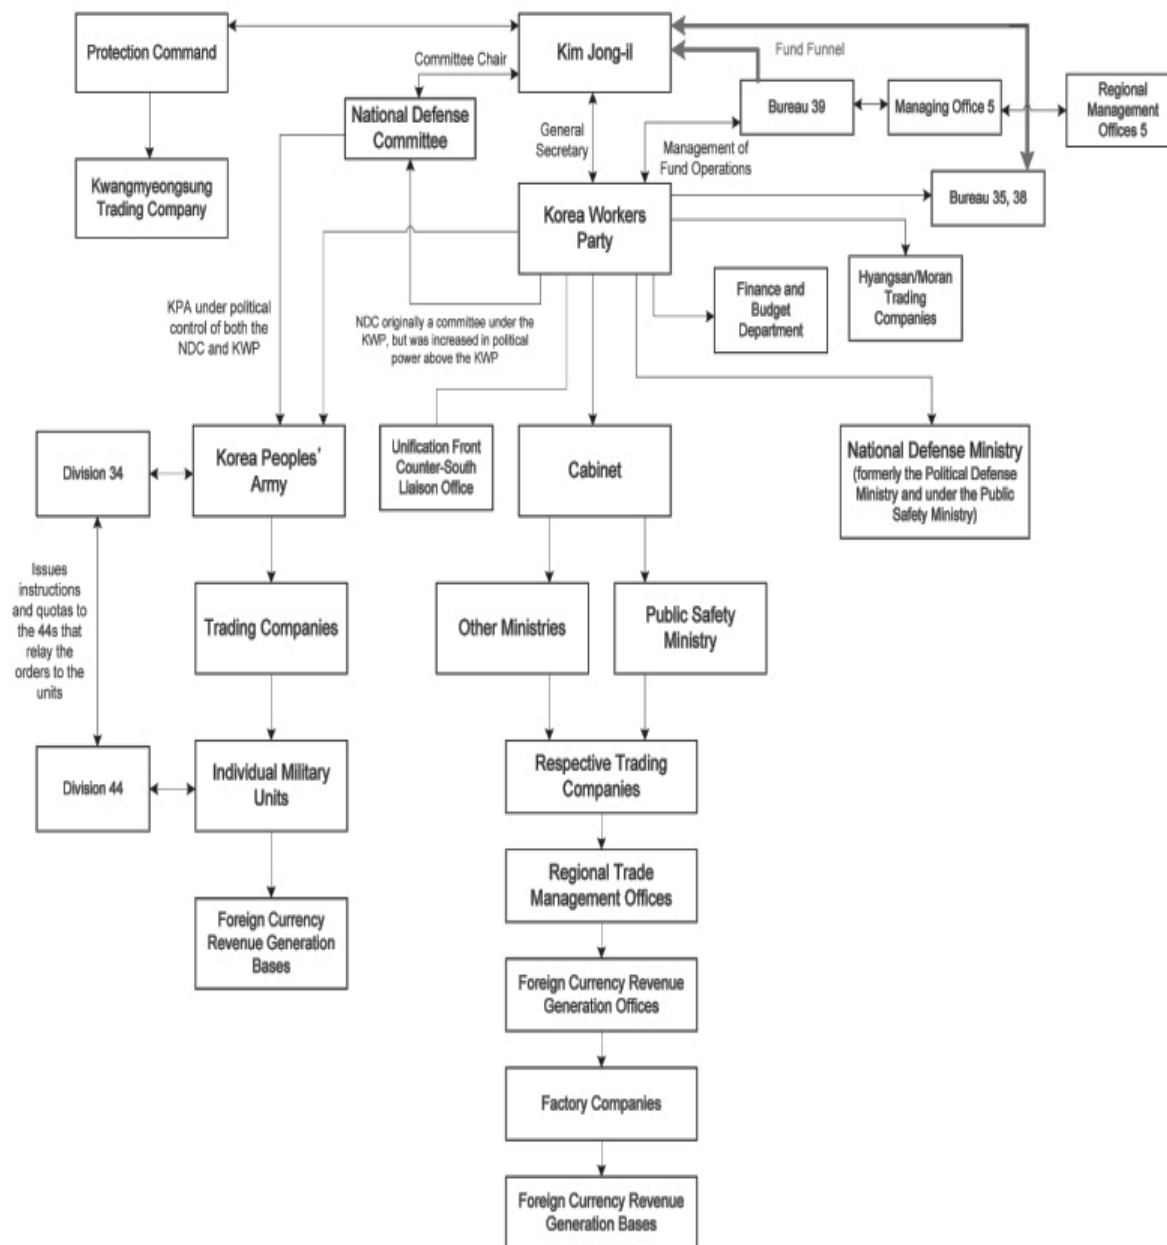 Protection Command
Kim Jong-il
Fund Funnel
Committee Chair
Bureau 39
Managing Office 5
Regional
Management
Offices 5
National Defense
Committee
General
Secretary
Management of
Fund Operations
Kwangmyeongsung
Trading Company
Korea Workers
Party
Bureau 35, 38
Hyangsan/Moran
Trading
Companies
Finance and
Budget
Department
KPA under political
control of both the
NDC and KWP
NDC originally a committee under the
KWP, but was increased in political
power above the KWP
Division 34
Korea Peoples'
Army
Unification Front
Counter-South
Liaison Office
Cabinet
National Defense Ministry
(formerly the Political Defense
Ministry and under the Public
Safety Ministry)
Issues
instructions
and quotas to
the 44s that
relay the
orders to the
units
Trading Companies
Other Ministries
Public Safety
Ministry
Division 44
Individual Military
Units
Respective Trading
Companies
Regional Trade
Management Offices
Foreign Currency
Revenue Generation
Bases
Foreign Currency Revenue
Generation Offices
Factory Companies
Foreign Currency Revenue
Generation Bases